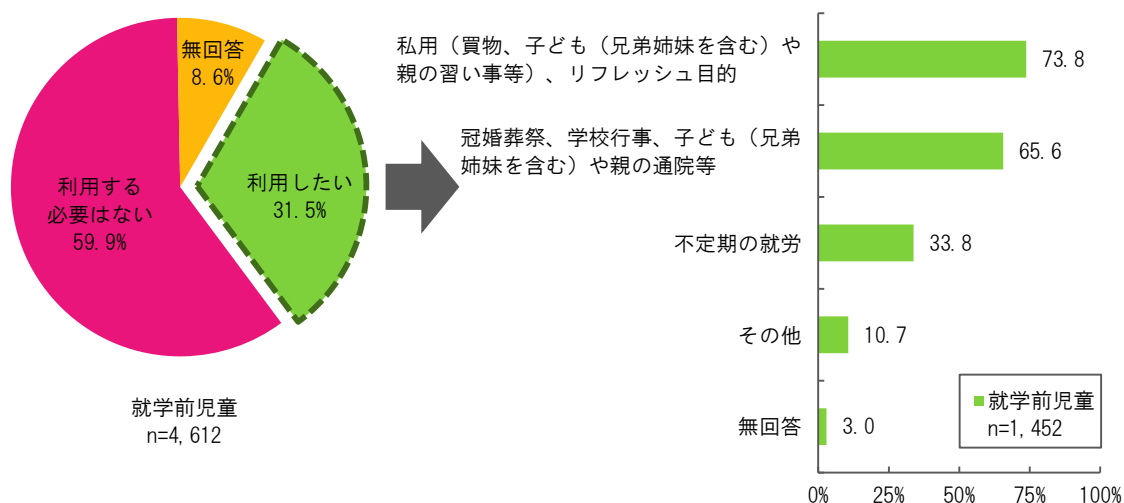 無回答
8.6%
利用したい
31.5%
利用する
必要はない
59.9%
就学前児童
n=4,612
私用（買物、子ども（兄弟姉妹を含む）や
親の習い事等）、リフレッシュ目的
73.8
冠婚葬祭、学校行事、子ども（兄弟
姉妹を含む）や親の通院等
65.6
不定期の就労
33.8
その他
10.7
無回答
3.0
就学前児童
n=1,452
0%
25%
50%
75%
100%